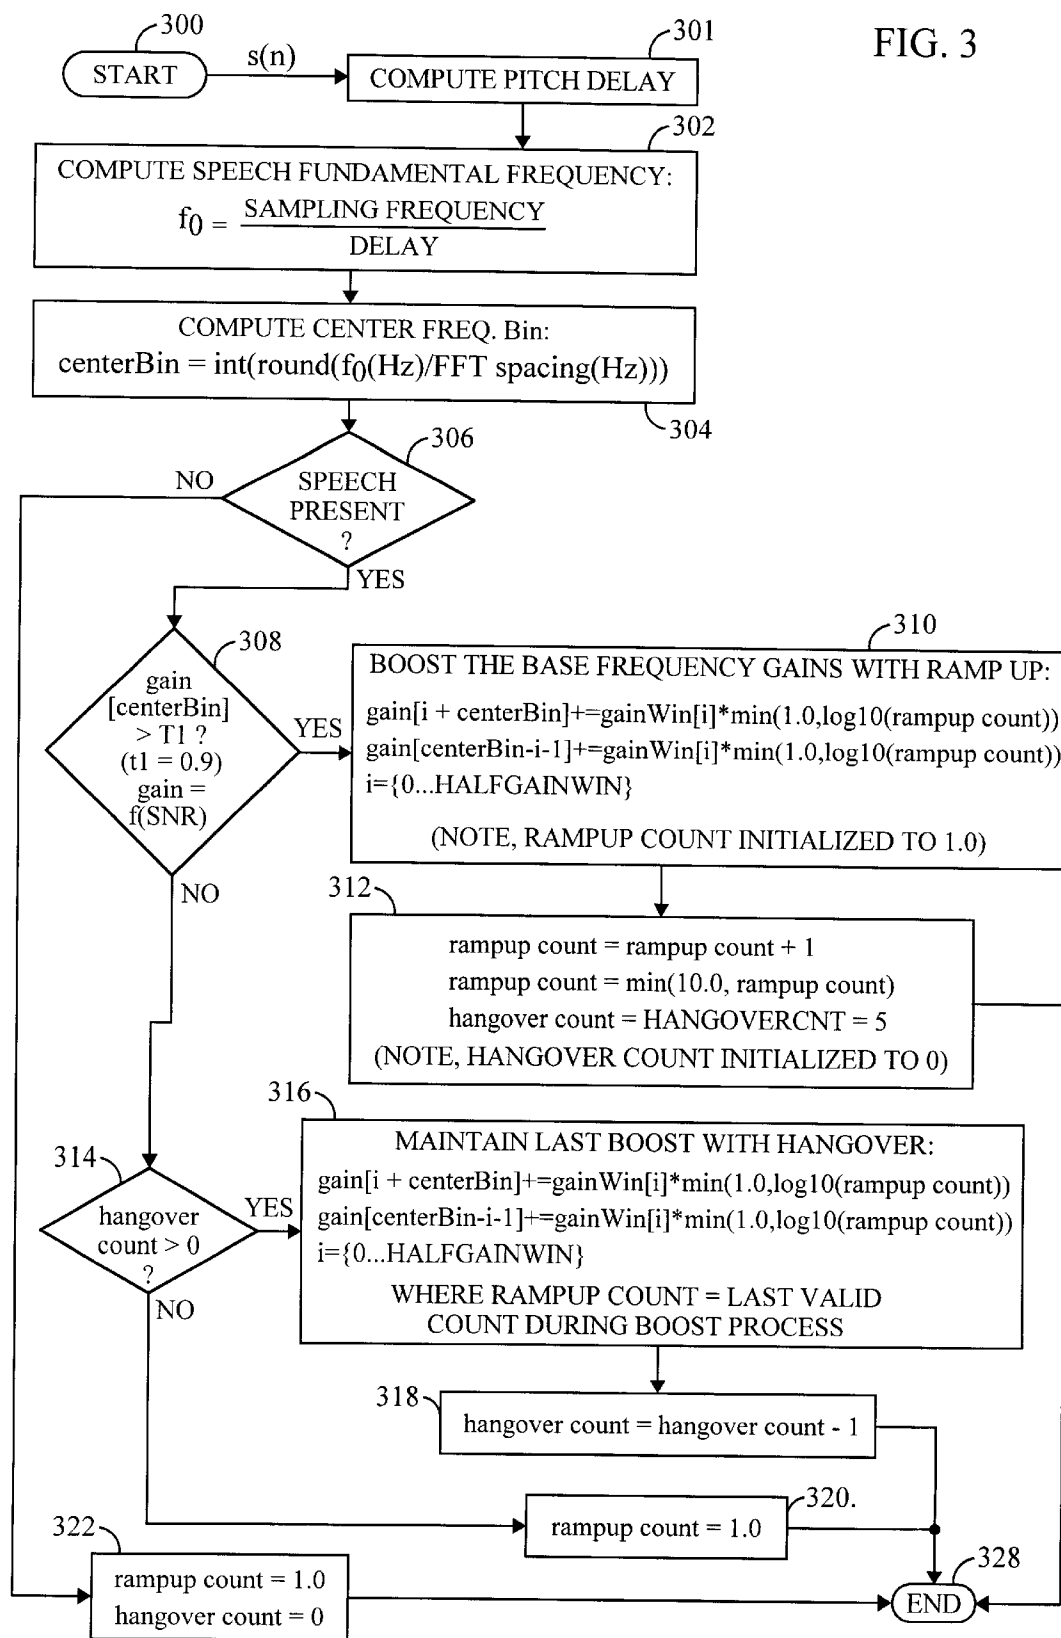 FIG. 3
300
START
s(n)
301
COMPUTE PITCH DELAY
302
COMPUTE SPEECH FUNDAMENTAL FREQUENCY:
f0 = SAMPLING FREQUENCY
DELAY
COMPUTE CENTER FREQ. Bin:
centerBin = int(round(f0(Hz)/FFT spacing(Hz)))
304
306
SPEECH
PRESENT
?
NO
YES
308
gain
[centerBin]
> T1 ?
(t1 = 0.9)
gain =
f(SNR)
YES
NO
310
BOOST THE BASE FREQUENCY GAINS WITH RAMP UP:
gain[i + centerBin]+=gainWin[i]*min(1.0,log10(rampup count))
gain[centerBin-i-1]+=gainWin[i]*min(1.0,log10(rampup count))
i={0...HALFGAINWIN}
(NOTE, RAMPUP COUNT INITIALIZED TO 1.0)
312
rampup count = rampup count + 1
rampup count = min(10.0, rampup count)
hangover count = HANGOVERCNT = 5
(NOTE, HANGOVER COUNT INITIALIZED TO 0)
314
hangover
count > 0
?
YES
NO
316
MAINTAIN LAST BOOST WITH HANGOVER:
gain[i + centerBin]+=gainWin[i]*min(1.0,log10(rampup count))
gain[centerBin-i-1]+=gainWin[i]*min(1.0,log10(rampup count))
i={0...HALFGAINWIN}
WHERE RAMPUP COUNT = LAST VALID
COUNT DURING BOOST PROCESS
318
hangover count = hangover count - 1
320.
rampup count = 1.0
322
rampup count = 1.0
hangover count = 0
328
END